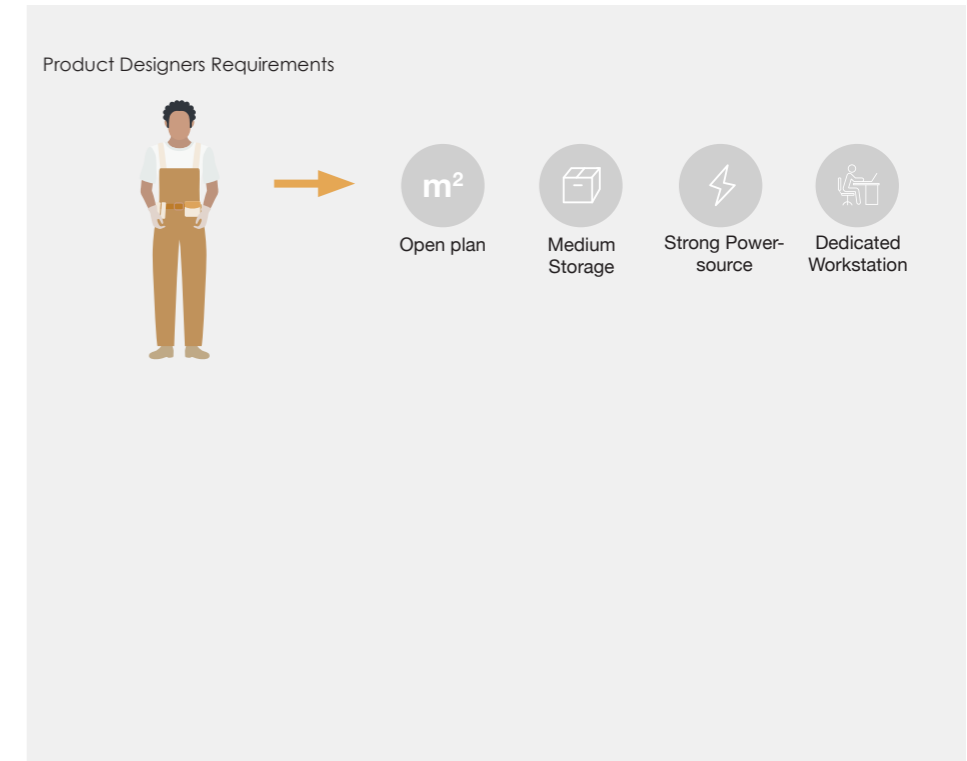 Product Designers Requirements
m²
Open plan
Medium
Storage
Strong Power-
source
Dedicated
Workstation